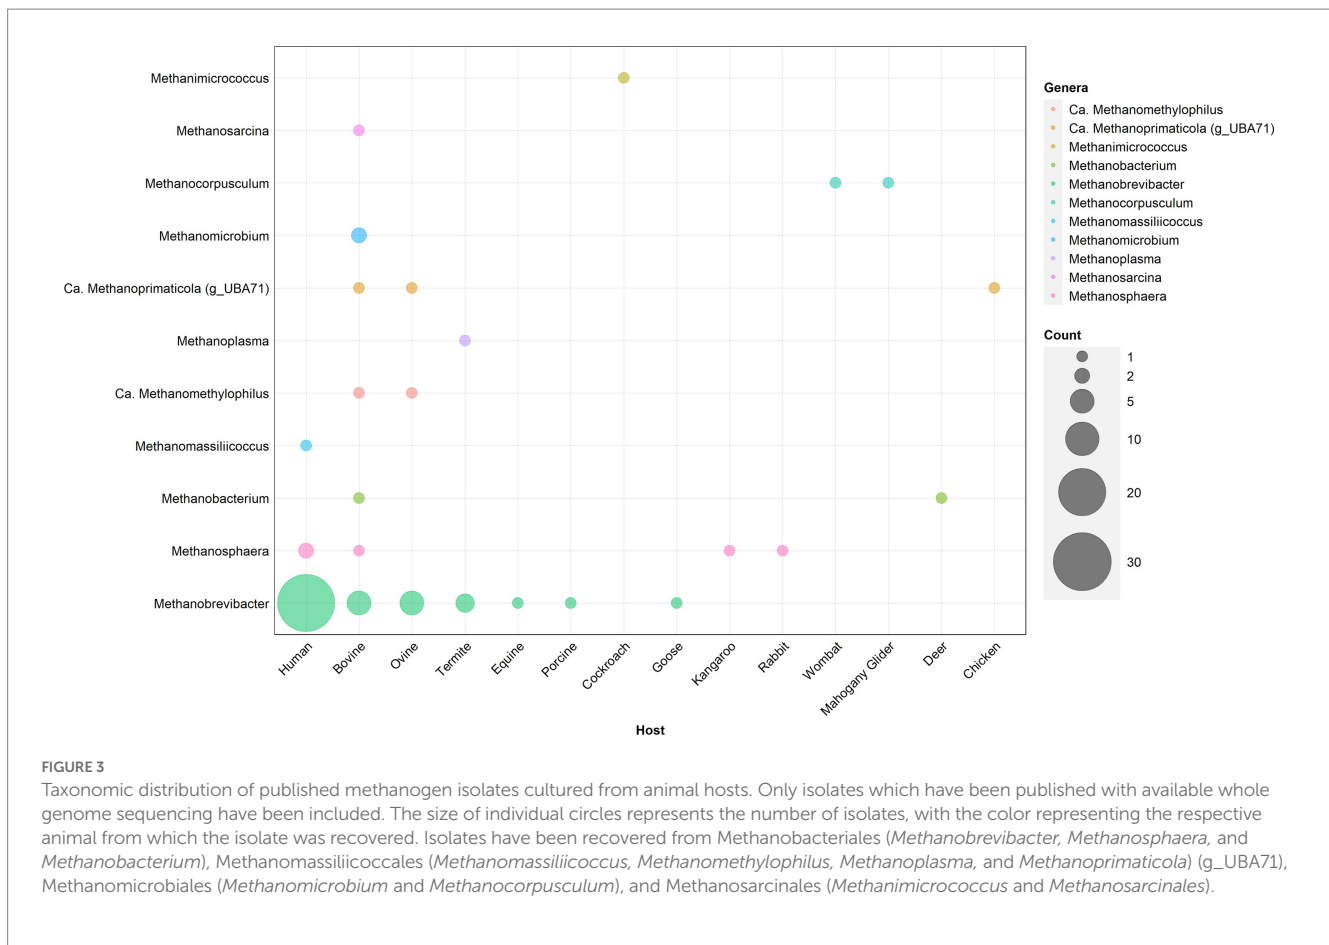 Methanimicrococcus
Methanosarcina
Methanocorpusculum
Methanomicrobium
Ca. Methanoprimaticola (g_UBA71)
Methanoplasma
Ca. Methanomethylophilus
Methanomassiliicoccus
Methanobacterium
Methanosphaera
Methanobrevibacter
Human
Bovine
Ovine
Termite
Equine
Porcine
Cockroach
Goose
Kangaroo
Rabbit
Wombat
Mahogany Glider
Deer
Chicken
Host
Genera
Ca. Methanomethylophilus
Ca. Methanoprimaticola (g_UBA71)
Methanimicrococcus
Methanobacterium
Methanobrevibacter
Methanocorpusculum
Methanomassiliicoccus
Methanomicrobium
Methanoplasma
Methanosarcina
Methanosphaera
Count
1
2
5
10
20
30
FIGURE 3
Taxonomic distribution of published methanogen isolates cultured from animal hosts. Only isolates which have been published with available whole
genome sequencing have been included. The size of individual circles represents the number of isolates, with the color representing the respective
animal from which the isolate was recovered. Isolates have been recovered from Methanobacteriales (Methanobrevibacter, Methanosphaera, and
Methanobacterium), Methanomassiliicoccales (Methanomassiliicoccus, Methanomethylophilus, Methanoplasma, and Methanoprimaticola) (g_UBA71),
Methanomicrobiales (Methanomicrobium and Methanocorpusculum), and Methanosarcinales (Methanimicrococcus and Methanosarcinales).